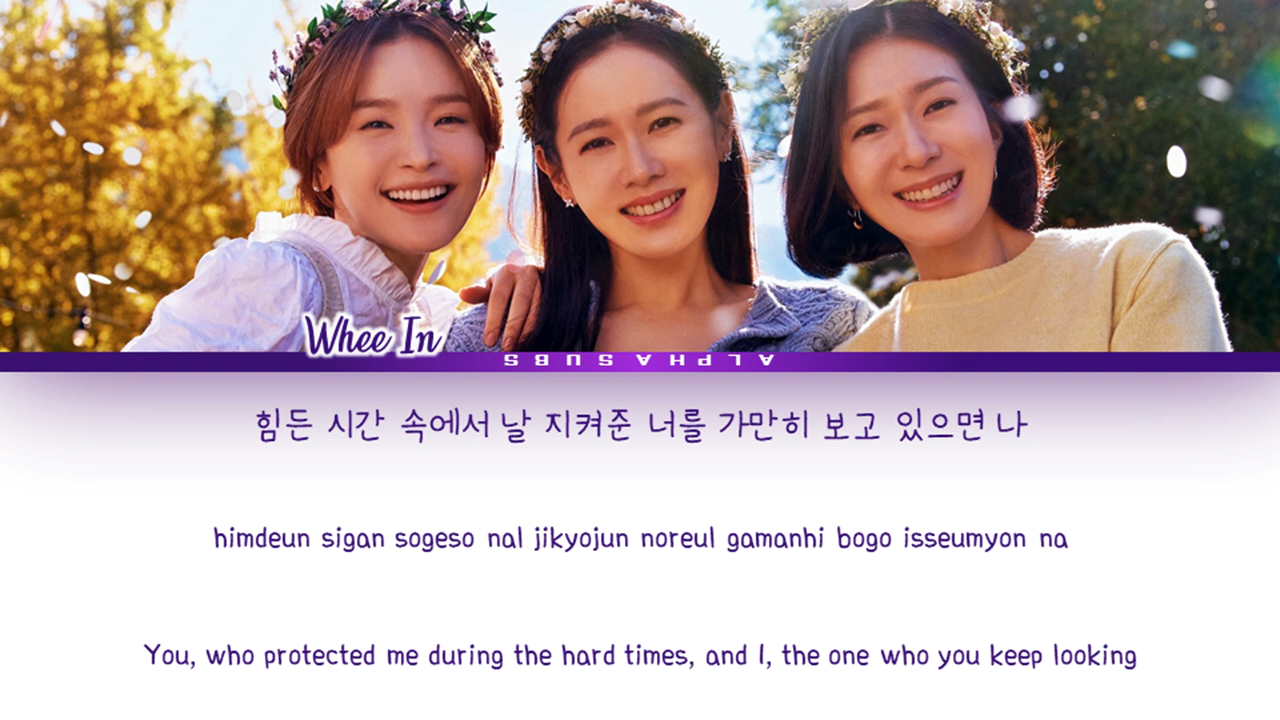 Whee In
ALPHA SUBS
힘든 시간 속에서 날 지켜준 너를 가만히 보고 있으면 나
himdeun sigan sogeso nal jikyojun noreul gamanhi bogo isseumyon na
You, who protected me during the hard times, and I, the one who you keep looking